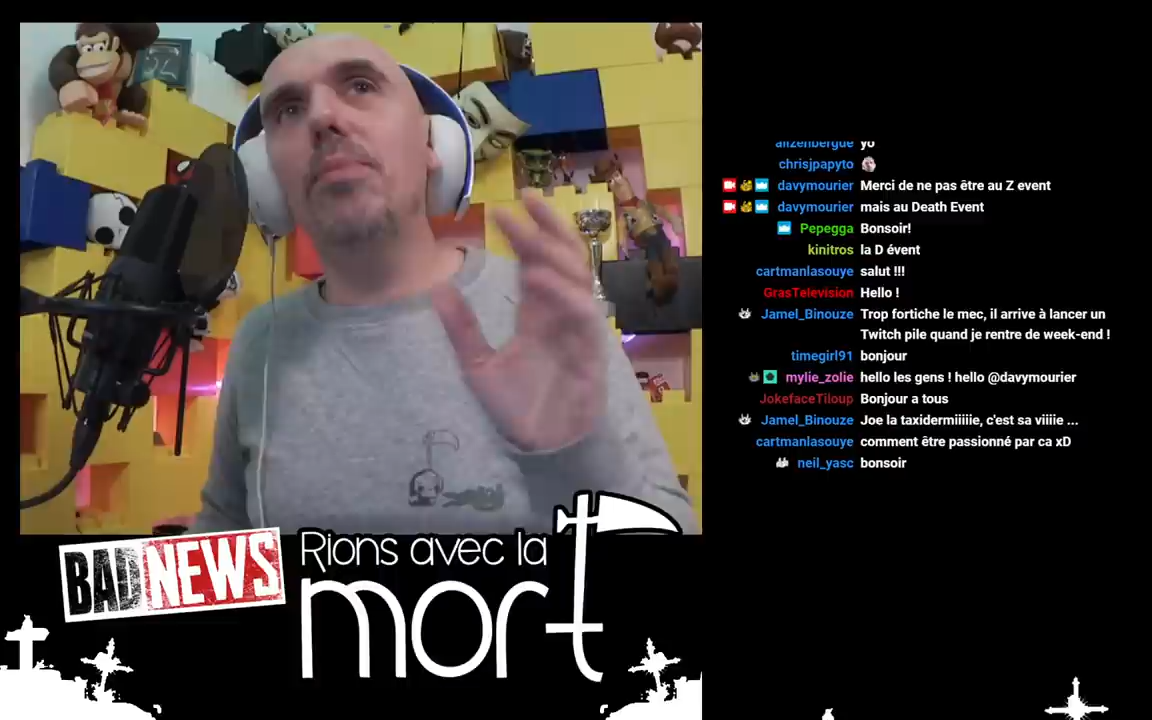 BAD NEWS
Rions avec la
mort
alizenbergue yo
chrisjpapyto
davymourier Merci de ne pas être au Z event
davymourier mais au Death Event
Pepegga Bonsoir!
kinitros la D évent
cartmanlasouye salut !!!
GrasTelevision Hello !
Jamel_Binouze Trop fortiche le mec, il arrive à lancer un
Twitch pile quand je rentre de week-end !
timegirl91 bonjour
mylie_zolie hello les gens ! hello @davymourier
JokefaceTiloup Bonjour a tous
Jamel_Binouze Joe la taxidermiiiiie, c'est sa viiiie ...
cartmanlasouye comment être passionné par ca xD
neil_yasc bonsoir